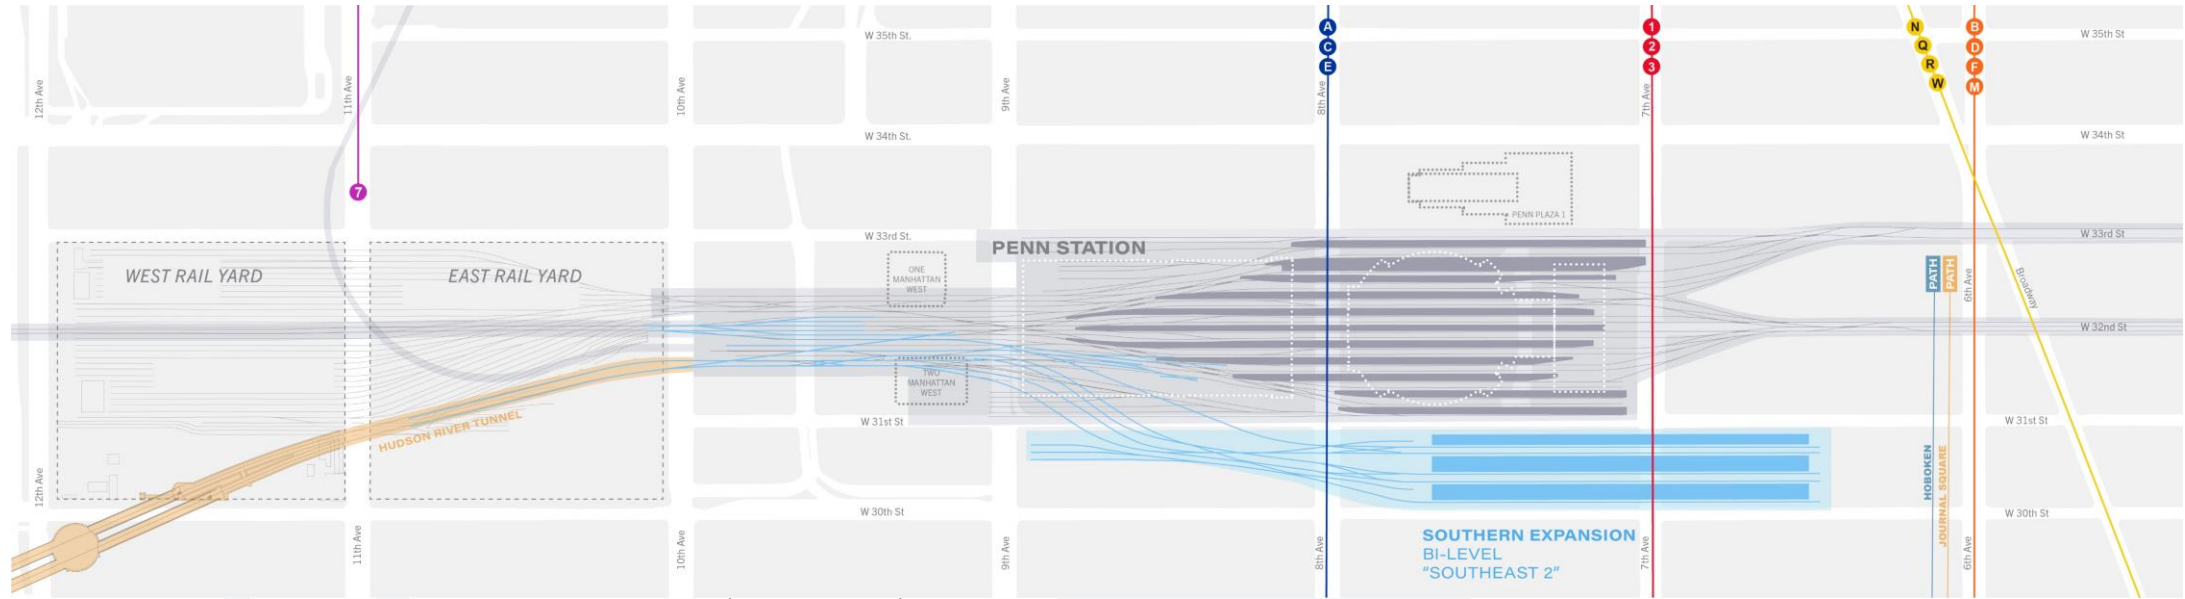 A
C
E
1
2
3
N
Q
R
W
B
D
F
M
W 35th St.
W 35th St
12th Ave
11th Ave
10th Ave
9th Ave
8th Ave
7th Ave
W 34th St.
W 34th St
7
PENN PLAZA 1
W 33rd St.
W 33rd St
PENN STATION
WEST RAIL YARD
EAST RAIL YARD
ONE
MANHATTAN
WEST
PATH
PATH
6th Ave
Broadway
W 32nd St
TWO
MANHATTAN
WEST
HUDSON RIVER TUNNEL
W 31st St
W 31st St
12th Ave
HOBOKEN
JOURNAL SQUARE
W 30th St
W 30th St
11th Ave
10th Ave
9th Ave
8th Ave
7th Ave
6th Ave
SOUTHERN EXPANSION
BI-LEVEL
"SOUTHEAST 2"